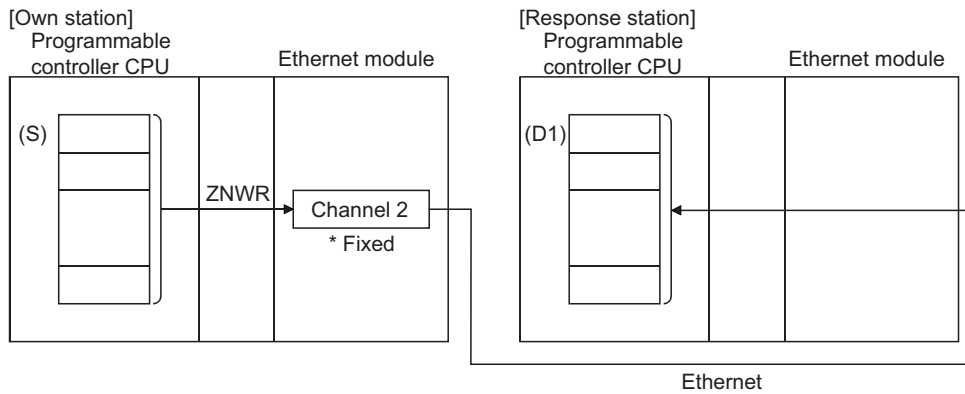 [Own station]
Programmable
controller CPU
Ethernet module
(S)
ZNWR
Channel 2
* Fixed
[Response station]
Programmable
controller CPU
Ethernet module
(D1)
Ethernet